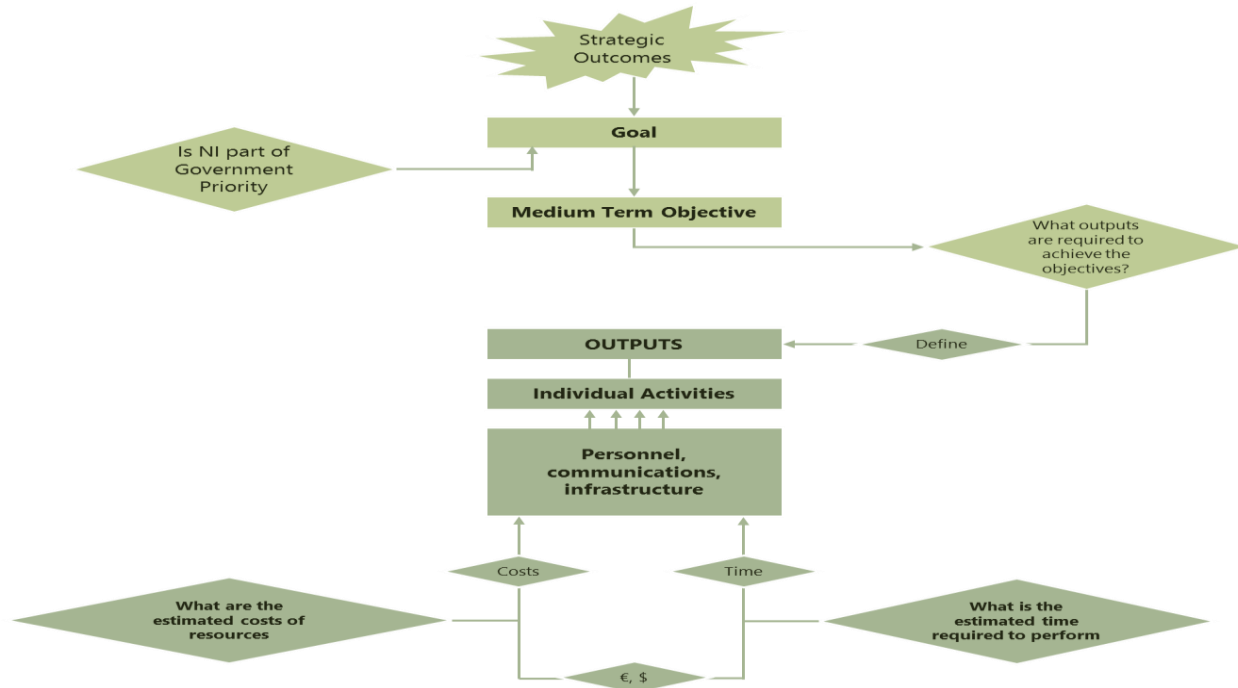 Strategic
Outcomes
Goal
Is NI part of
Government
Priority
Medium Term Objective
What outputs
are required to
achieve the
objectives?
OUTPUTS
Define
Individual Activities
Personnel,
communications,
infrastructure
Costs
Time
What are the
estimated costs of
resources
What is the
estimated time
required to perform
€, $